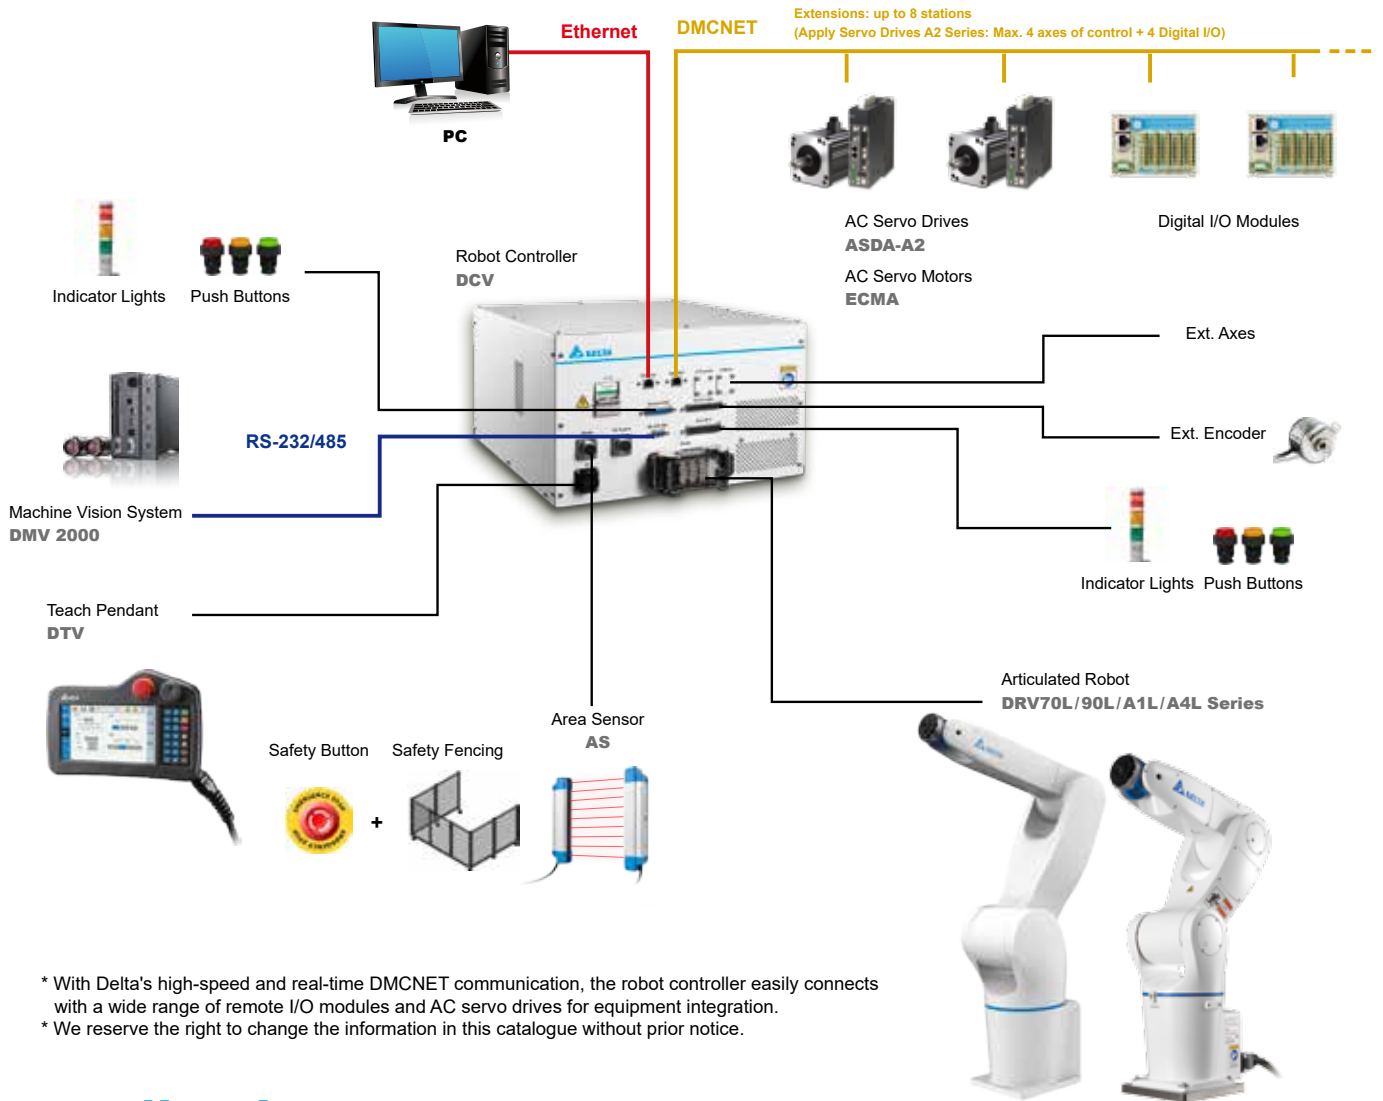 Extensions: up to 8 stations
Ethernet
DMCNET
(Apply Servo Drives A2 Series: Max. 4 axes of control + 4 Digital I/O)
PC
AC Servo Drives
ASDA-A2
AC Servo Motors
ECMA
Digital I/O Modules
Robot Controller
DCV
Indicator Lights
Push Buttons
DELTA
Ext. Axes
RS-232/485
Ext. Encoder
Machine Vision System
DMV 2000
Indicator Lights
Push Buttons
Teach Pendant
DTV
Articulated Robot
DRV70L/90L/A1L/A4L Series
Area Sensor
AS
Safety Button
Safety Fencing
EMERGENCY STOP
+
DELTA
DELTA
* With Delta's high-speed and real-time DMCNET communication, the robot controller easily connects
with a wide range of remote I/O modules and AC servo drives for equipment integration.
* We reserve the right to change the information in this catalogue without prior notice.